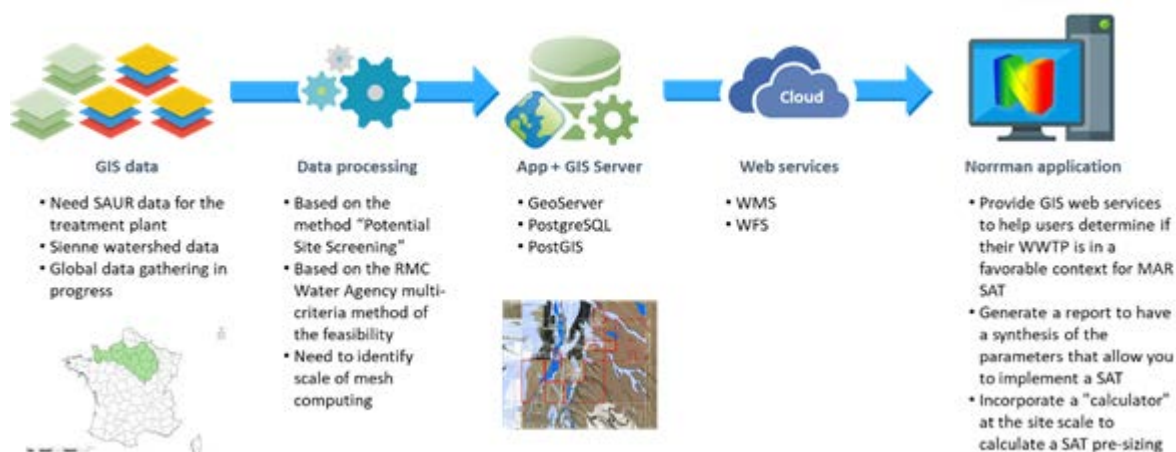 Cloud
GIS data
• Need SAUR data for the
treatment plant
• Sienne watershed data
• Global data gathering in
progress
Data processing
• Based on the
method “Potential
Site Screening”
• Based on the RMC
Water Agency multi-
criteria method of
the feasibility
• Need to identify
scale of mesh
computing
App + GIS Server
• GeoServer
• PostgreSQL
• PostGIS
Web services
• WMS
• WFS
Norrman application
• Provide GIS web services
to help users determine if
their WWTP is in a
favorable context for MAR
SAT
• Generate a report to have
a synthesis of the
parameters that allow you
to implement a SAT
• Incorporate a "calculator"
at the site scale to
calculate a SAT pre-sizing